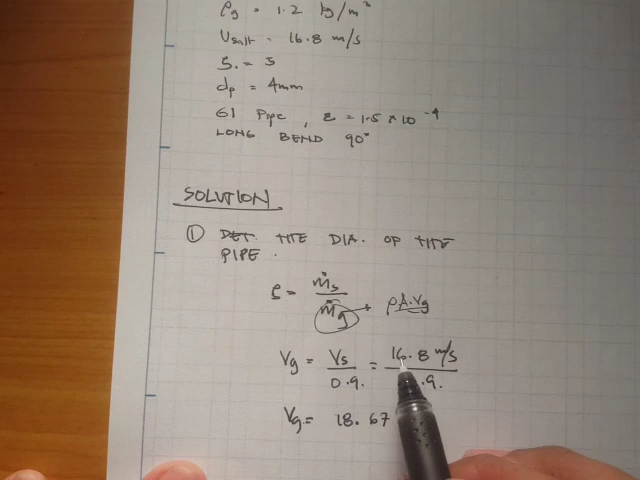 ρg = 1.2 kg/m³
Vsalt = 16.8 m/s
S. = 5
dp = 4mm
GI Pipe, ε = 1.5 × 10⁻⁴
LONG BEND 90°
SOLUTION
① DET. THE DIA. OF THE
PIPE.
ε = ṁs / ṁg → ρA.Vg
Vg = Vs / 0.9. = 16.8 m/s / .9.
Vg = 18.67